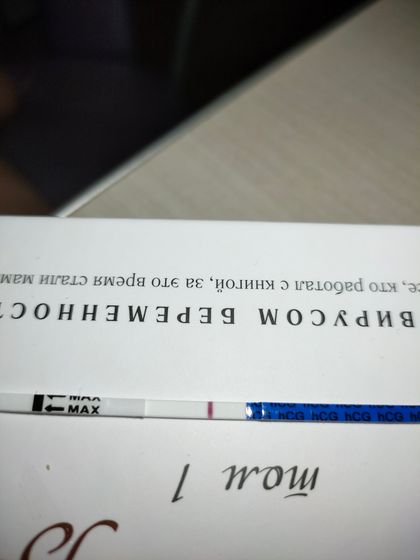 том 1
MAX
MAX
hCG hCG hCG hCG
hCG hCG hCG hCG
ВИРУСОМ БЕРЕМЕННОС
се, кто работал с книгой, за это время стали мам